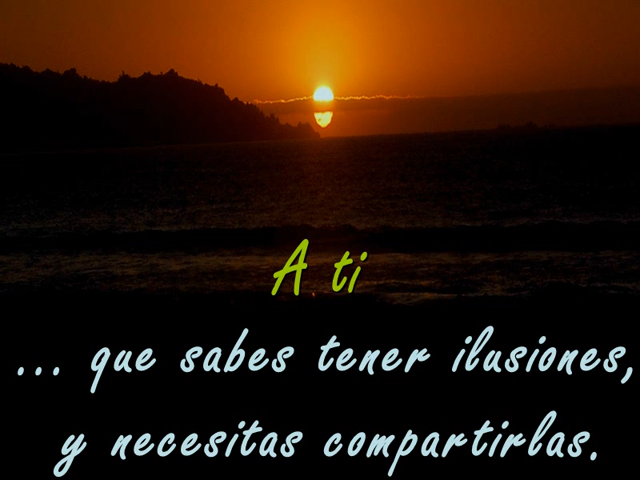 A ti
... que sabes tener ilusiones,
y necesitas compartirlas.